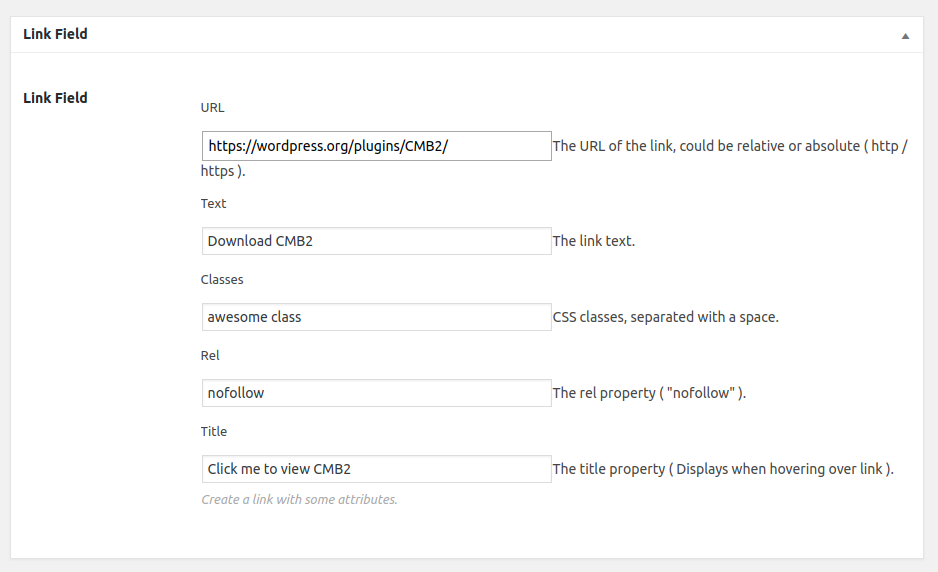 Link Field
Link Field
URL
https://wordpress.org/plugins/CMB2/ The URL of the link, could be relative or absolute ( http /
https ).
Text
Download CMB2 The link text.
Classes
awesome class CSS classes, separated with a space.
Rel
nofollow The rel property ( "nofollow" ).
Title
Click me to view CMB2 The title property ( Displays when hovering over link ).
Create a link with some attributes.